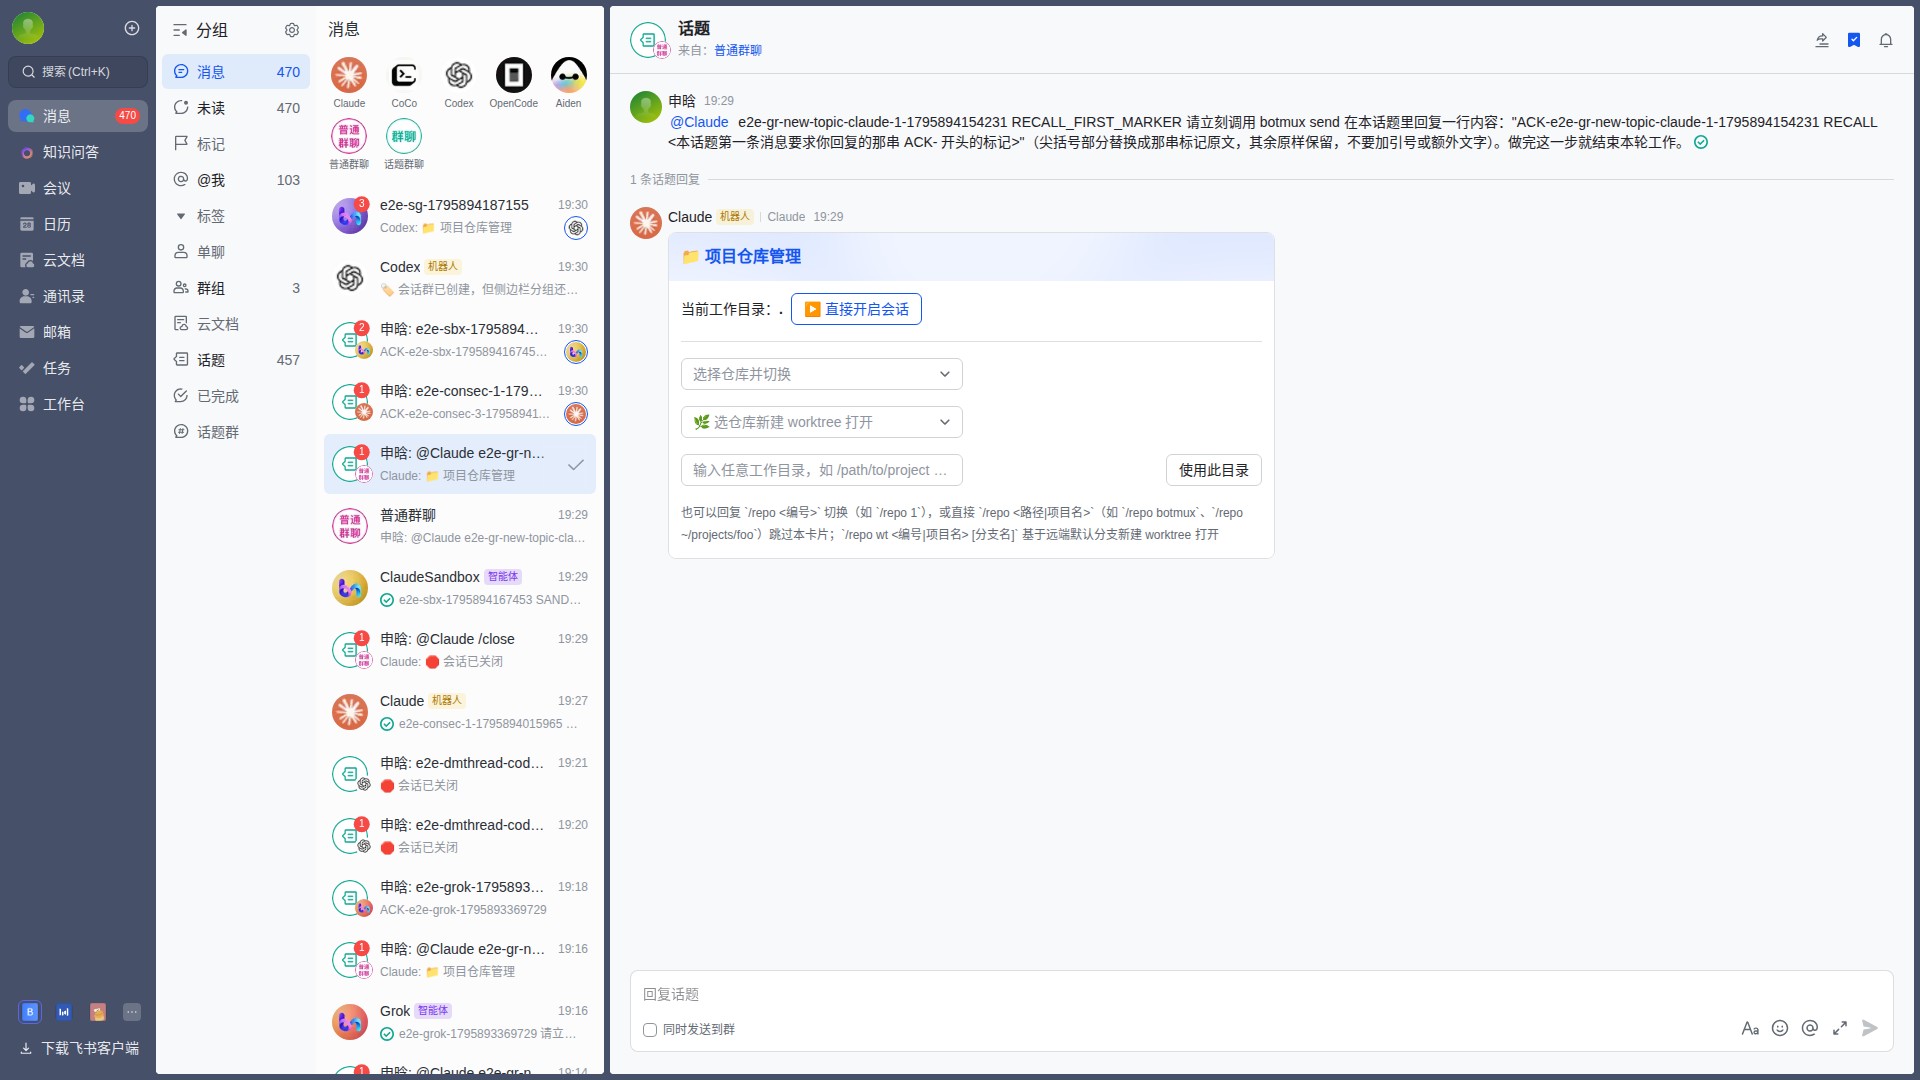 搜索 (Ctrl+K)
消息 470
知识问答
会议
日历
云文档
通讯录
邮箱
任务
工作台
下载飞书客户端
分组
消息 470
未读 470
标记
@我 103
标签
单聊
群组 3
云文档
话题 457
已完成
话题群
消息
Claude CoCo Codex OpenCode Aiden
普通群聊 群聊
普通群聊 话题群聊
3 e2e-sg-1795894187155 19:30
Codex: 📁 项目仓库管理
Codex 机器人 19:30
🏷️ 会话群已创建，但侧边栏分组还…
2 申晗: e2e-sbx-1795894… 19:30
ACK-e2e-sbx-179589416745…
1 申晗: e2e-consec-1-179… 19:30
ACK-e2e-consec-3-17958941…
1 申晗: @Claude e2e-gr-n…
Claude: 📁 项目仓库管理
普通群聊 普通群聊 19:29
申晗: @Claude e2e-gr-new-topic-cla…
ClaudeSandbox 智能体 19:29
e2e-sbx-1795894167453 SAND…
1 申晗: @Claude /close 19:29
Claude: 🛑 会话已关闭
Claude 机器人 19:27
e2e-consec-1-1795894015965 …
申晗: e2e-dmthread-cod… 19:21
🛑 会话已关闭
1 申晗: e2e-dmthread-cod… 19:20
🛑 会话已关闭
申晗: e2e-grok-1795893… 19:18
ACK-e2e-grok-1795893369729
1 申晗: @Claude e2e-gr-n… 19:16
Claude: 📁 项目仓库管理
Grok 智能体 19:16
e2e-grok-1795893369729 请立…
1 申晗: @Claude e2e-gr-n… 19:14
话题
来自：普通群聊
申晗 19:29
@Claude e2e-gr-new-topic-claude-1-1795894154231 RECALL_FIRST_MARKER 请立刻调用 botmux send 在本话题里回复一行内容："ACK-e2e-gr-new-topic-claude-1-1795894154231 RECALL
<本话题第一条消息要求你回复的那串 ACK- 开头的标记>"（尖括号部分替换成那串标记原文，其余原样保留，不要加引号或额外文字）。做完这一步就结束本轮工作。
1 条话题回复
Claude 机器人 | Claude 19:29
📁 项目仓库管理
当前工作目录：. ▶️ 直接开启会话
选择仓库并切换
🌿 选仓库新建 worktree 打开
输入任意工作目录，如 /path/to/project … 使用此目录
也可以回复 `/repo <编号>` 切换（如 `/repo 1`），或直接 `/repo <路径|项目名>`（如 `/repo botmux`、`/repo
~/projects/foo`）跳过本卡片；`/repo wt <编号|项目名> [分支名]` 基于远端默认分支新建 worktree 打开
回复话题
同时发送到群